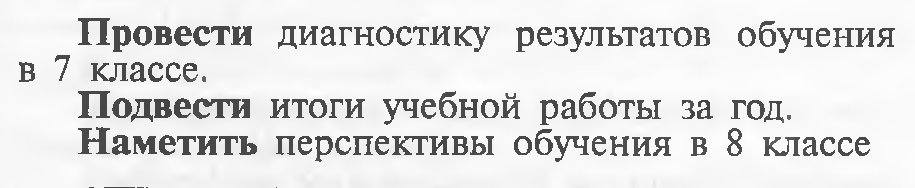 Провести диагностику результатов обучения
в 7 классе.
Подвести итоги учебной работы за год.
Наметить перспективы обучения в 8 классе